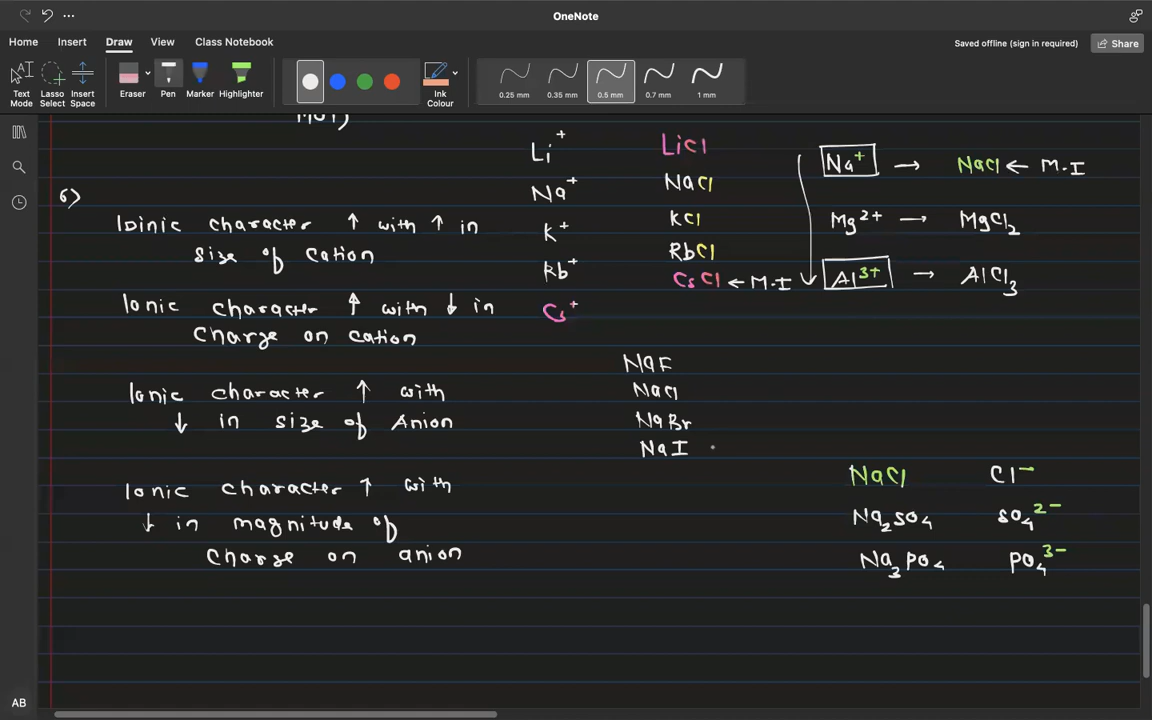 OneNote
Home Insert Draw View Class Notebook
Saved offline (sign in required) Share
Text Mode
Lasso Select
Insert Space
Eraser
Pen
Marker
Highlighter
Ink Colour
0.25 mm 0.35 mm 0.5 mm 0.7 mm 1 mm
6)
Ioinic character ↑ with ↑ in
size of cation
Ionic character ↑ with ↓ in
Charge on cation
Ionic character ↑ with
↓ in size of Anion
Ionic character ↑ with
↓ in magnitude of
Charge on anion
Li⁺
Na⁺
K⁺
Rb⁺
Cs⁺
LiCl
NaCl
KCl
RbCl
CsCl ← M.I
Na⁺ → NaCl ← M.I
Mg²⁺ → MgCl₂
Al³⁺ → AlCl₃
NaF
NaCl
NaBr
NaI
NaCl Cl⁻
Na₂SO₄ SO₄²⁻
Na₃PO₄ PO₄³⁻
AB